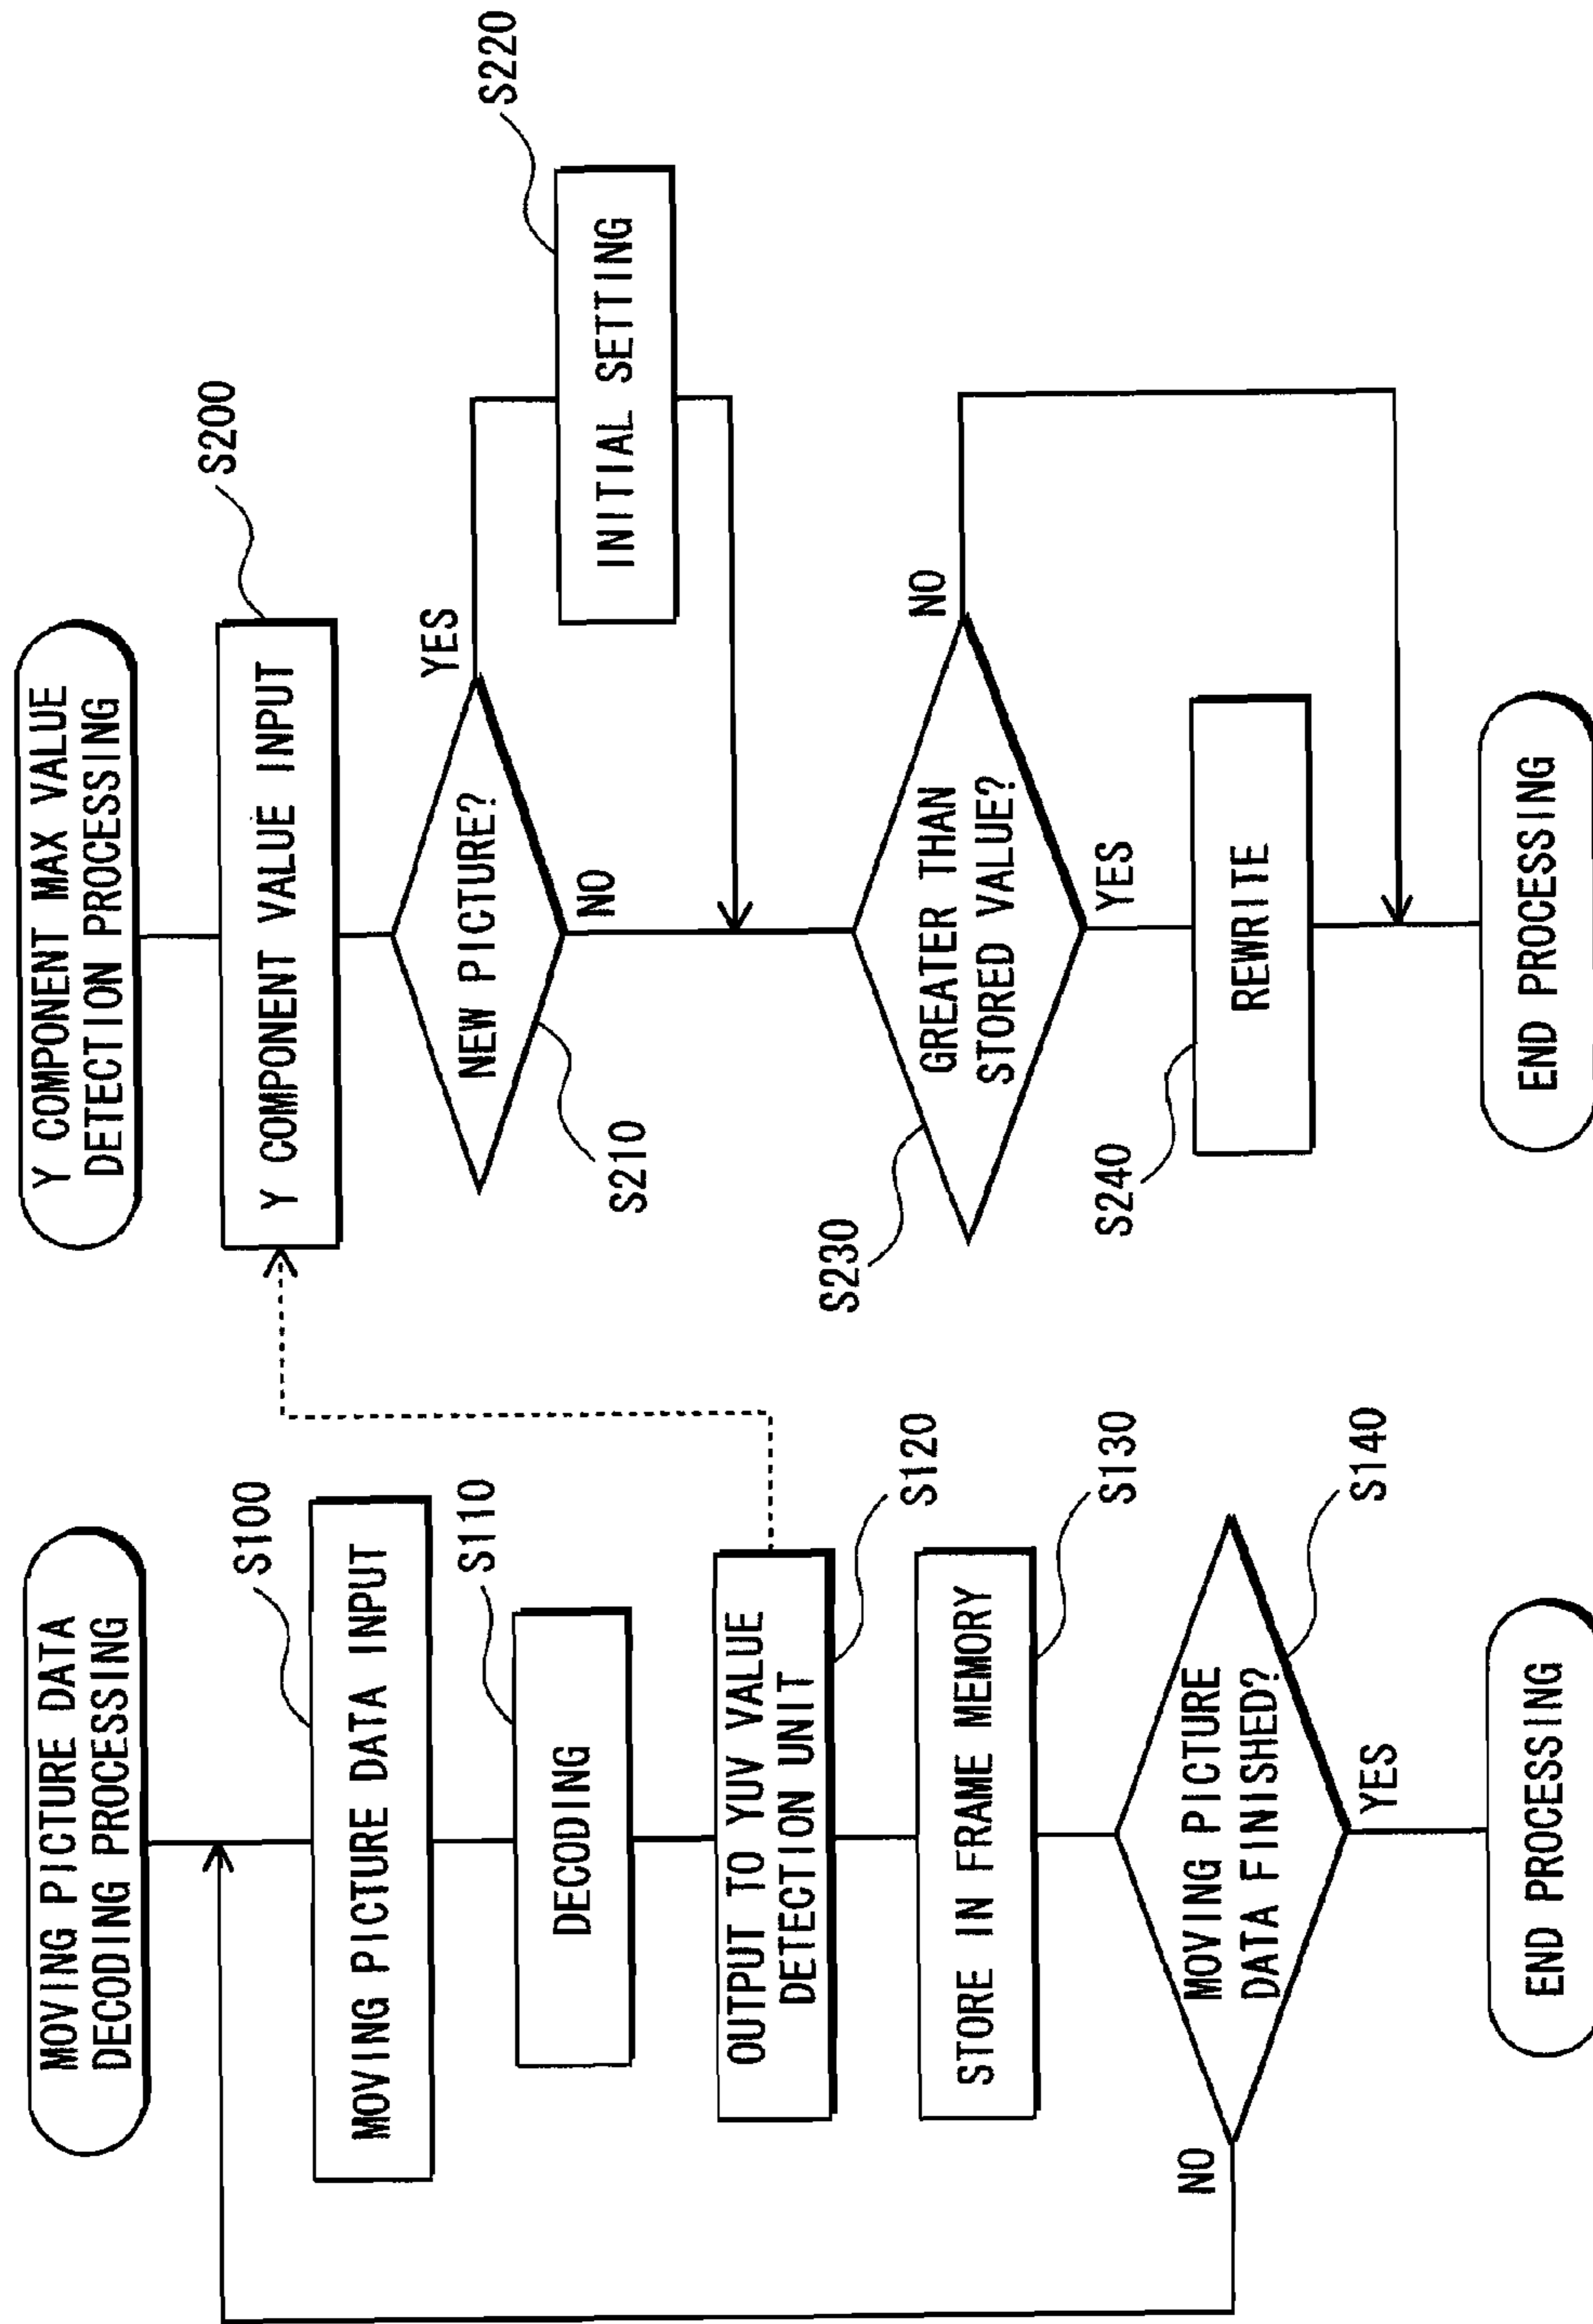 MOVING PICTURE DATA
DECODING PROCESSING
S100
MOVING PICTURE DATA INPUT
S110
DECODING
OUTPUT TO YUV VALUE
DETECTION UNIT
S120
STORE IN FRAME MEMORY
S130
MOVING PICTURE
DATA FINISHED?
S140
NO
YES
END PROCESSING
Y COMPONENT MAX VALUE
DETECTION PROCESSING
S200
Y COMPONENT VALUE INPUT
NEW PICTURE?
YES
S210
NO
S220
INITIAL SETTING
S230
GREATER THAN
STORED VALUE?
NO
YES
S240
REWRITE
END PROCESSING